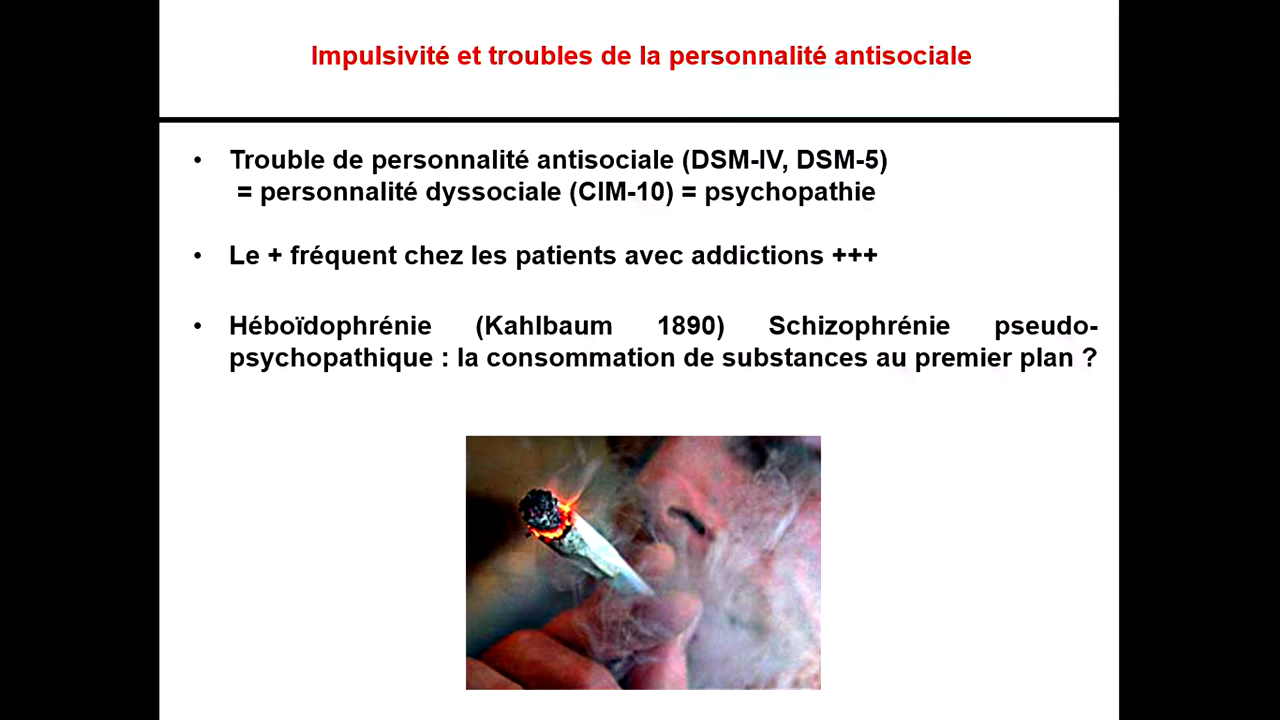 Impulsivité et troubles de la personnalité antisociale
• Trouble de personnalité antisociale (DSM-IV, DSM-5)
= personnalité dyssociale (CIM-10) = psychopathie
• Le + fréquent chez les patients avec addictions +++
• Héboïdophrénie (Kahlbaum 1890) Schizophrénie pseudo-
psychopathique : la consommation de substances au premier plan ?